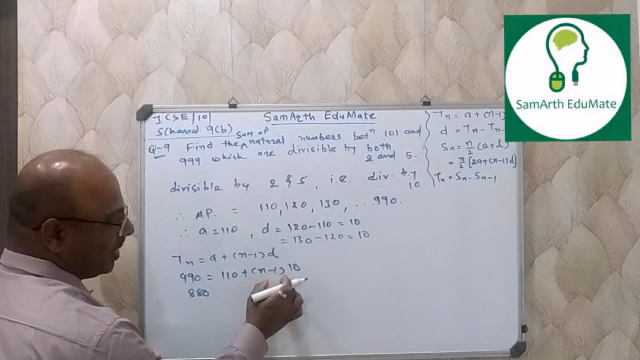 ICSE/10
SamArth EduMate
S Chand 9(b)
Q-9 Find the sum of natural numbers betⁿ 101 and
999 which are divisible by both
2 and 5.
divisible by 2 & 5, i.e. div. by
10
∴ AP. = 110, 120, 130, ...990.
∴ a=110, d = 120-110 = 10
= 130-120 = 10
Tn = a + (n-1) d
990 = 110 + (n-1) 10
880
Tn = a + (n-1)
d = Tn - Tn-
Sn = n/2 (a+l)
= n/2 [2a+(n-1)d]
Tn = Sn - Sn-1
SamArth EduMate